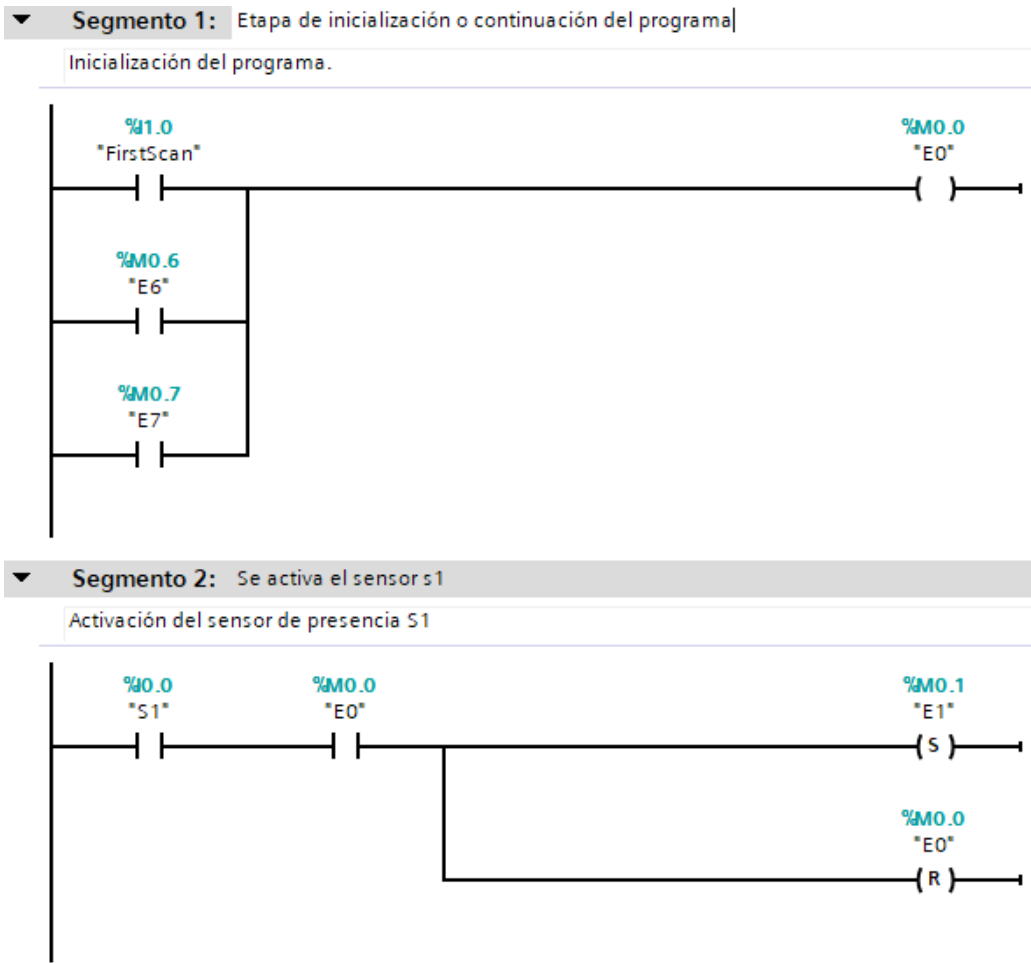 Segmento 1: Etapa de inicialización o continuación del programa
Inicialización del programa.
%I1.0 %M0.0
"FirstScan" "E0"
%M0.6
"E6"
%M0.7
"E7"
Segmento 2: Se activa el sensor s1
Activación del sensor de presencia S1
%I0.0 %M0.0 %M0.1
"S1" "E0" "E1"
S
%M0.0
"E0"
R